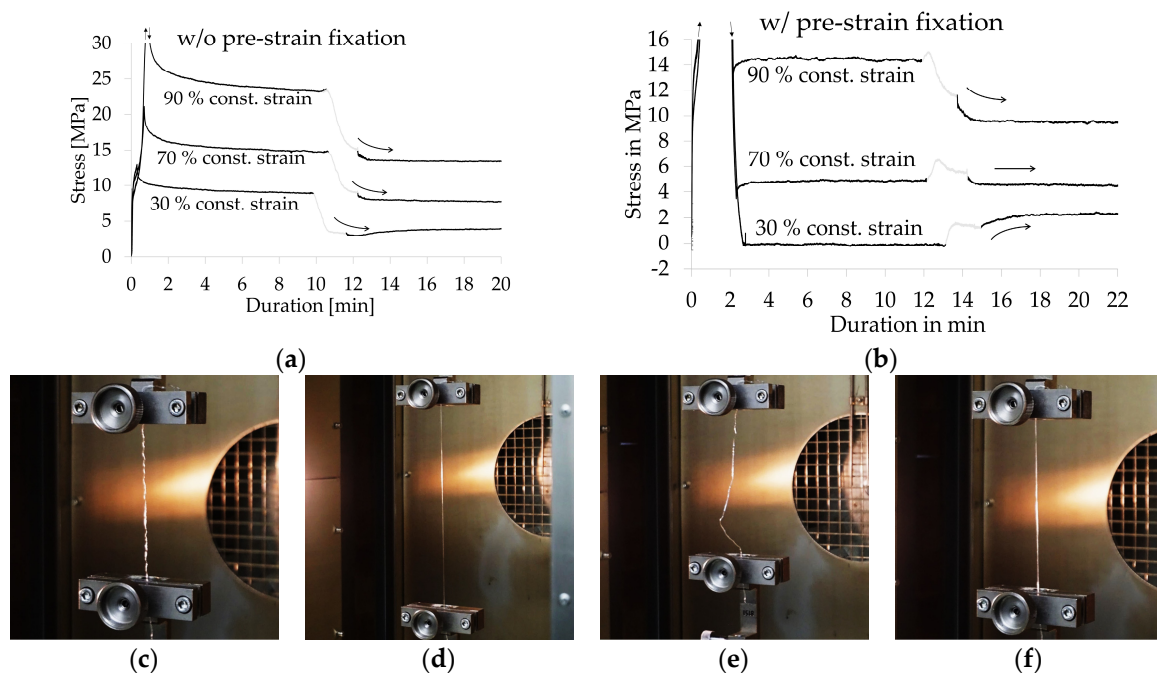 w/o pre-strain fixation
30
25
20
15
10
5
0
Stress [MPa]
90 % const. strain
70 % const. strain
30 % const. strain
0 2 4 6 8 10 12 14 16 18 20
Duration [min]
(a)
w/ pre-strain fixation
16
14
12
10
8
6
4
2
0
-2
Stress in MPa
90 % const. strain
70 % const. strain
30 % const. strain
0 2 4 6 8 10 12 14 16 18 20 22
Duration in min
(b)
(c) (d) (e) (f)